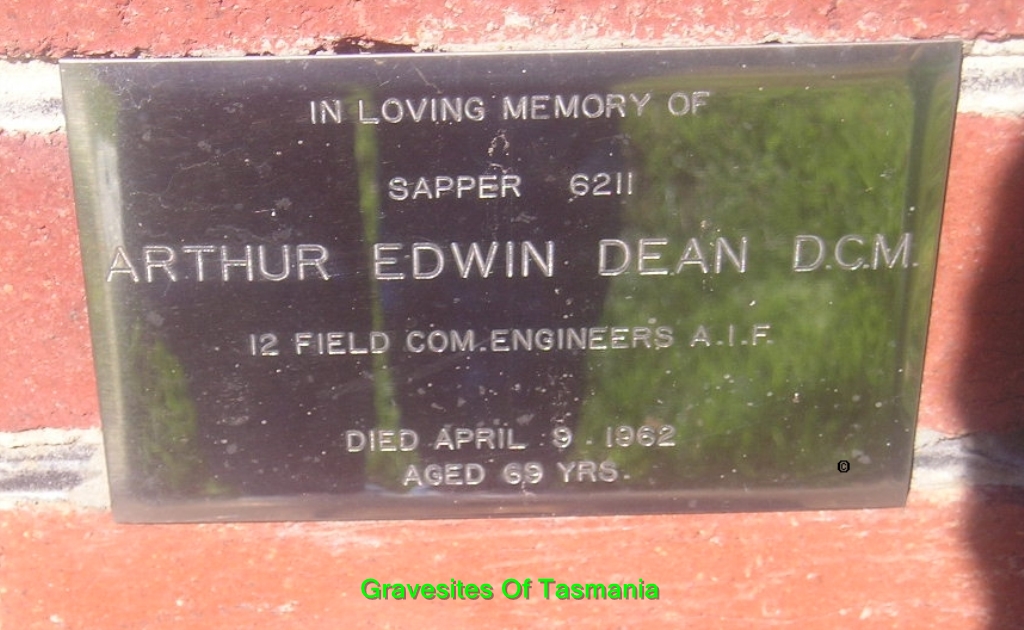 IN LOVING MEMORY OF
SAPPER 6211
ARTHUR EDWIN DEAN D.C.M.
12 FIELD COM. ENGINEERS A.I.F.
DIED APRIL 9 . 1962
AGED 69 YRS.
©
Gravesites Of Tasmania